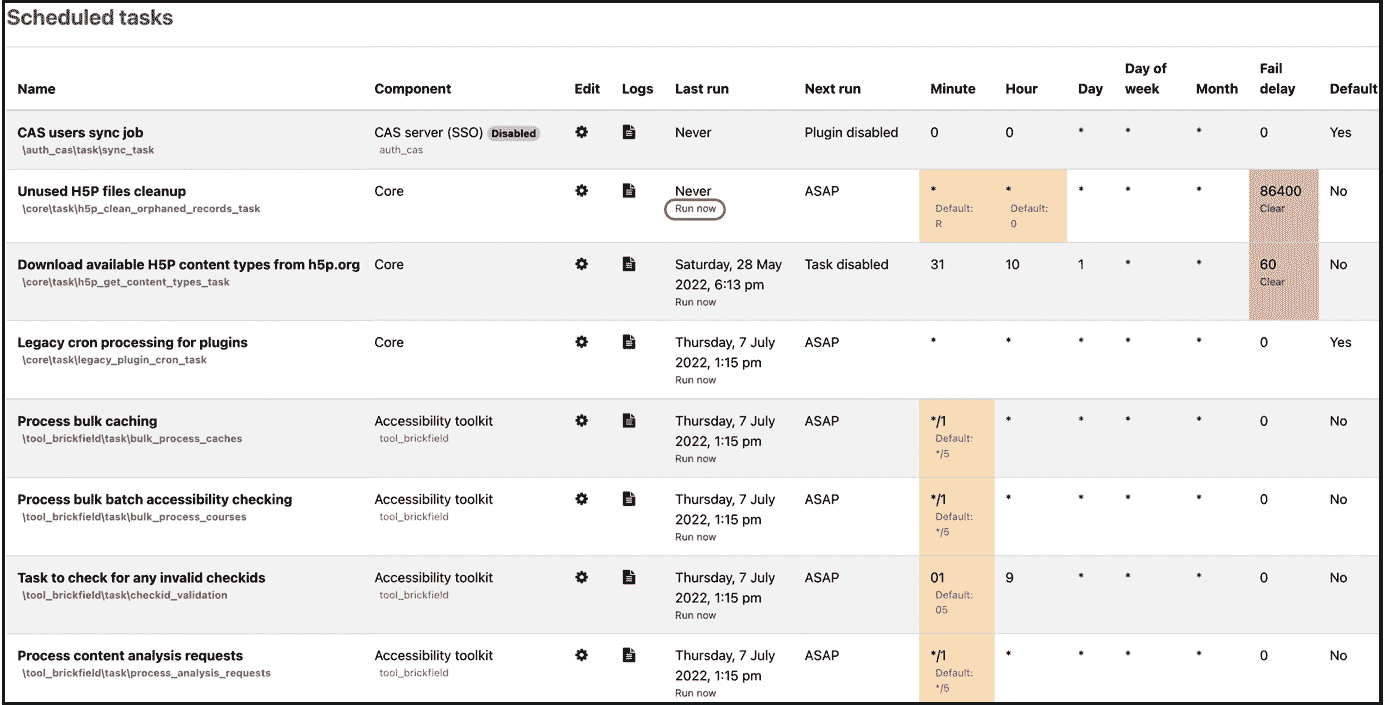 Scheduled tasks
Name Component Edit Logs Last run Next run Minute Hour Day Day of week Month Fail delay Default
CAS users sync job CAS server (SSO) Disabled Never Plugin disabled 0 0 * * * 0 Yes
\auth_cas\task\sync_task auth_cas
Unused H5P files cleanup Core Never ASAP * * * * * 86400 No
\core\task\h5p_clean_orphaned_records_task Run now Default: Default: Clear
R 0
Download available H5P content types from h5p.org Core Saturday, 28 May Task disabled 31 10 1 * * 60 No
\core\task\h5p_get_content_types_task 2022, 6:13 pm Clear
Run now
Legacy cron processing for plugins Core Thursday, 7 July ASAP * * * * * 0 Yes
\core\task\legacy_plugin_cron_task 2022, 1:15 pm
Run now
Process bulk caching Accessibility toolkit Thursday, 7 July ASAP */1 * * * * 0 No
\tool_brickfield\task\bulk_process_caches tool_brickfield 2022, 1:15 pm Default:
Run now */5
Process bulk batch accessibility checking Accessibility toolkit Thursday, 7 July ASAP */1 * * * * 0 No
\tool_brickfield\task\bulk_process_courses tool_brickfield 2022, 1:15 pm Default:
Run now */5
Task to check for any invalid checkids Accessibility toolkit Thursday, 7 July ASAP 01 9 * * * 0 No
\tool_brickfield\task\checkid_validation tool_brickfield 2022, 1:15 pm Default:
Run now 05
Process content analysis requests Accessibility toolkit Thursday, 7 July ASAP */1 * * * * 0 No
\tool_brickfield\task\process_analysis_requests tool_brickfield 2022, 1:15 pm Default:
Run now */5